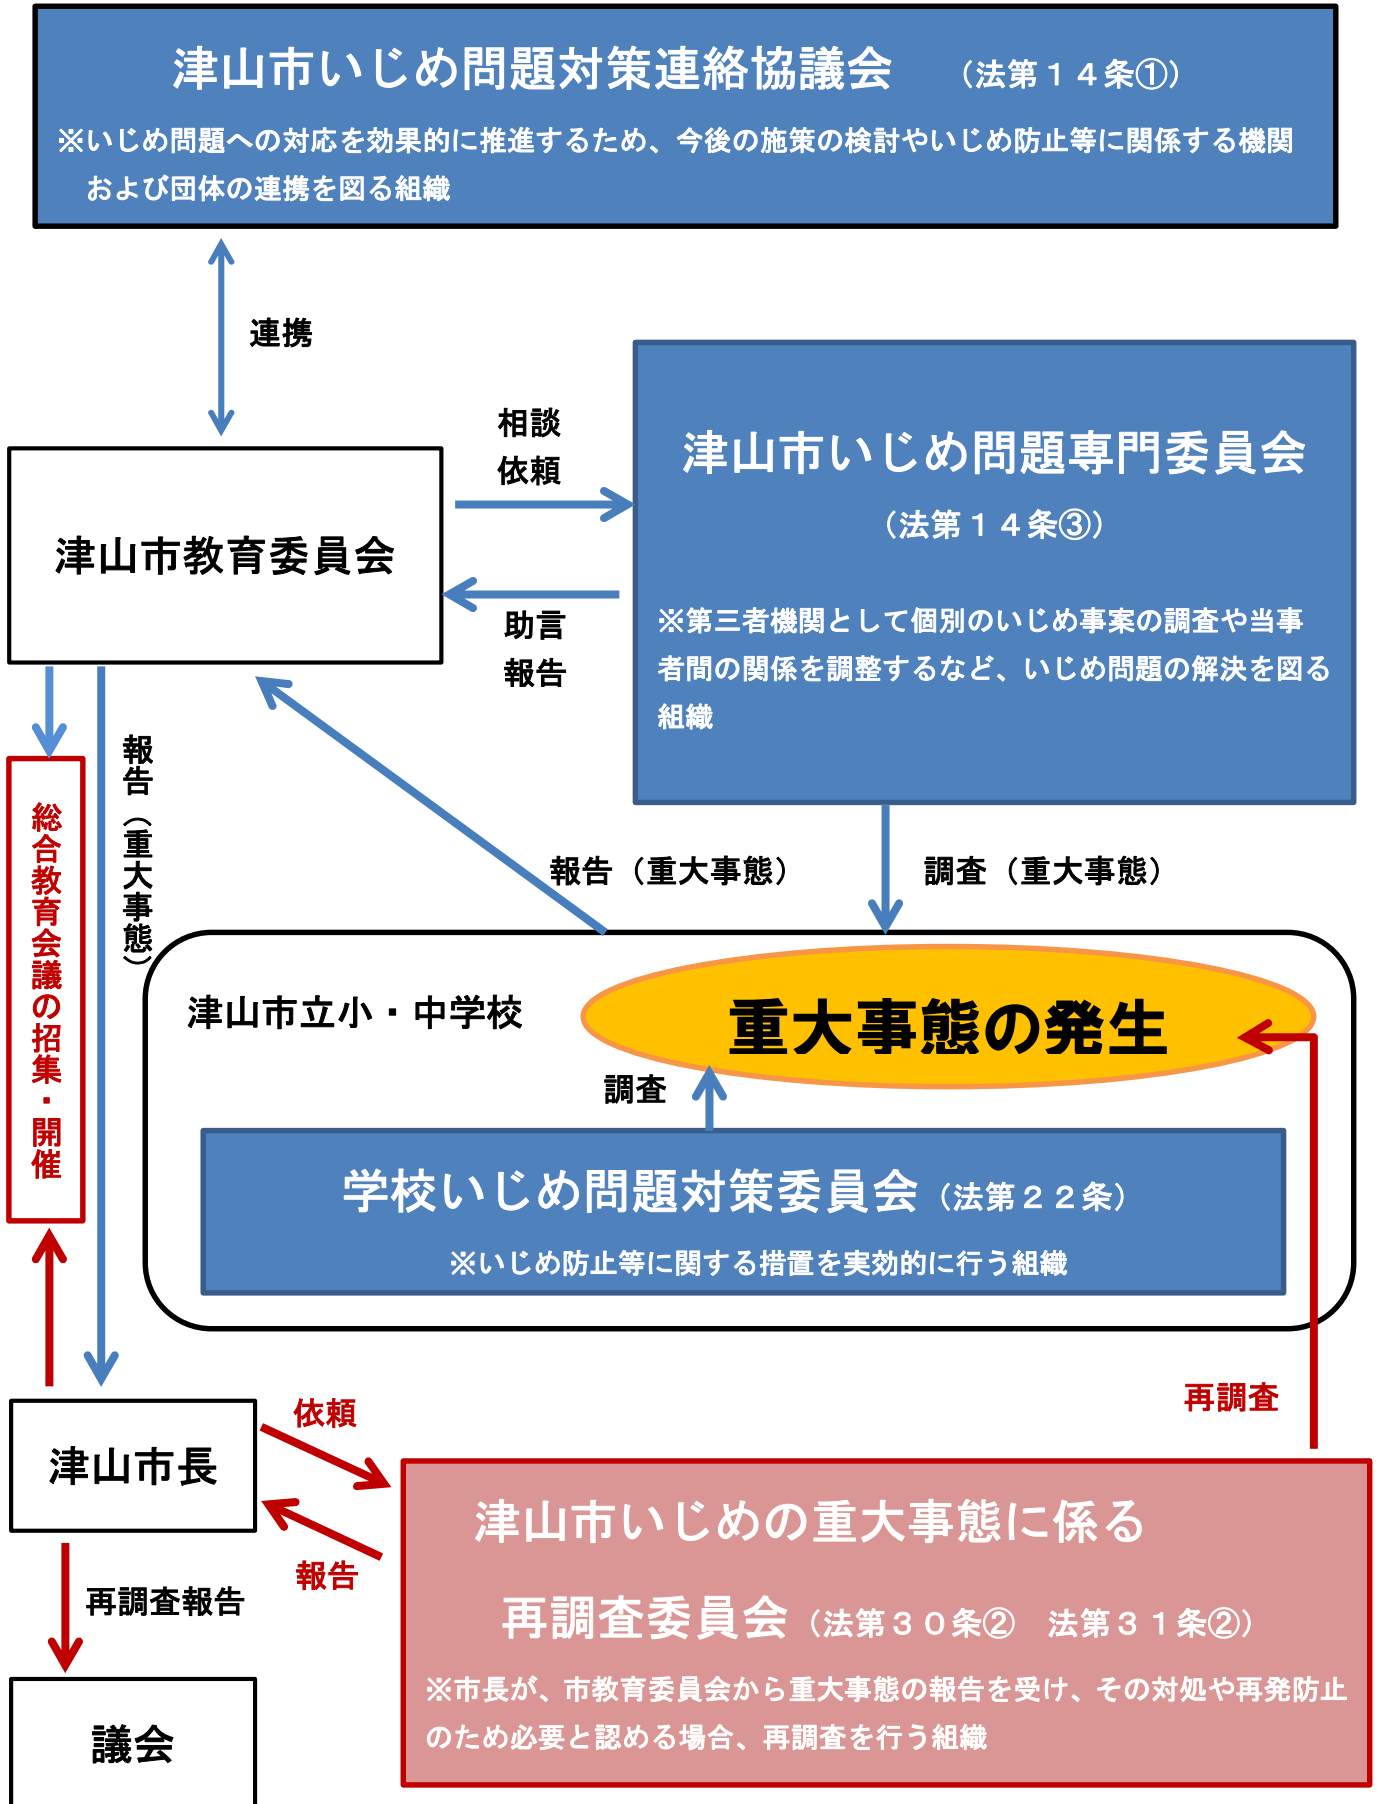 津山市いじめ問題対策連絡協議会　（法第１４条①）
※いじめ問題への対応を効果的に推進するため、今後の施策の検討やいじめ防止等に関係する機関
および団体の連携を図る組織
連携
相談
依頼
津山市教育委員会
助言
報告
津山市いじめ問題専門委員会
（法第１４条③）
※第三者機関として個別のいじめ事案の調査や当事
者間の関係を調整するなど、いじめ問題の解決を図る
組織
報告（重大事態）
総合教育会議の招集・開催
報告（重大事態）
調査（重大事態）
津山市立小・中学校
重大事態の発生
調査
学校いじめ問題対策委員会（法第２２条）
※いじめ防止等に関する措置を実効的に行う組織
再調査
依頼
津山市長
報告
再調査報告
議会
津山市いじめの重大事態に係る
再調査委員会（法第３０条②　法第３１条②）
※市長が、市教育委員会から重大事態の報告を受け、その対処や再発防止
のため必要と認める場合、再調査を行う組織